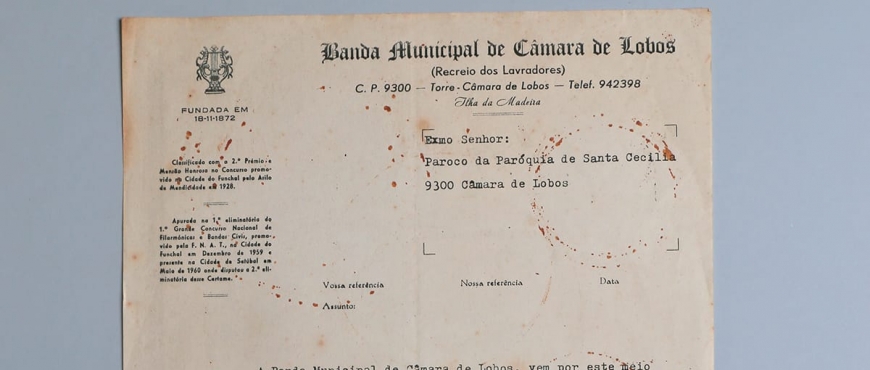 Banda Municipal de Câmara de Lobos
(Recreio dos Lavradores)
C. P. 9300 — Torre - Câmara de Lobos — Telef. 942398
Ilha da Madeira
FUNDADA EM
18-11-1872
Exmo Senhor:
Paroco da Paróquia de Santa Cecília
9300 Câmara de Lobos
Classificada com o 2.º Prémio e
Menção Honrosa no Concurso promo-
vido na Cidade do Funchal pelo Asilo
da Mendicidade em 1928.
Apurada na 1.ª eliminatória do
1.º Grande Concurso Nacional de
Filarmónicas e Bandas Civis, promo-
vido pela F. N. A. T., na Cidade do
Funchal em Dezembro de 1959 e
presente na Cidade de Setúbal em
Maio de 1960 onde disputou a 2.ª eli-
minatória desse Certame.
Vossa referência
Nossa referência
Data
Assunto:
A Banda Municipal de Câmara de Lobos, vem por este meio